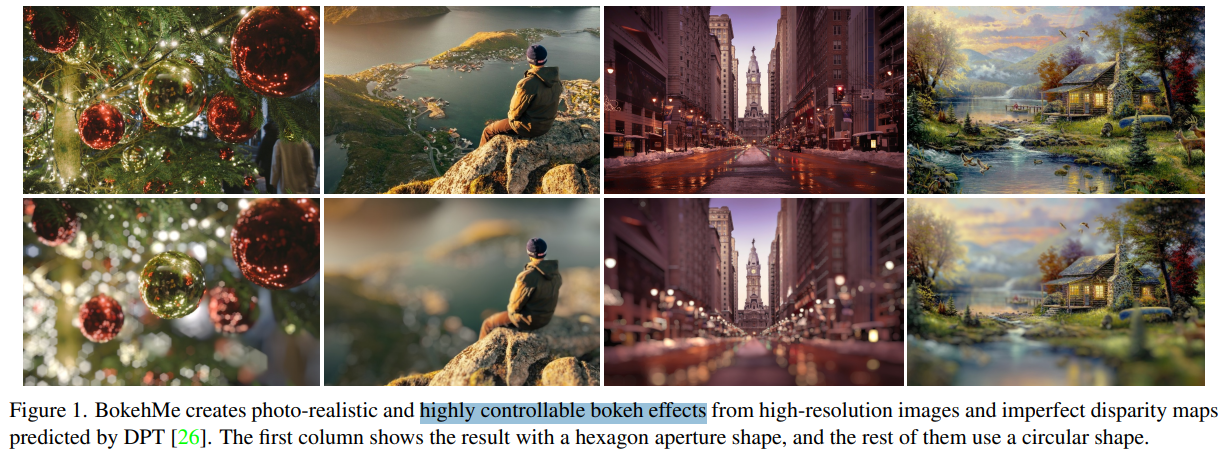 Figure 1. BokehMe creates photo-realistic and highly controllable bokeh effects from high-resolution images and imperfect disparity maps
predicted by DPT [26]. The first column shows the result with a hexagon aperture shape, and the rest of them use a circular shape.